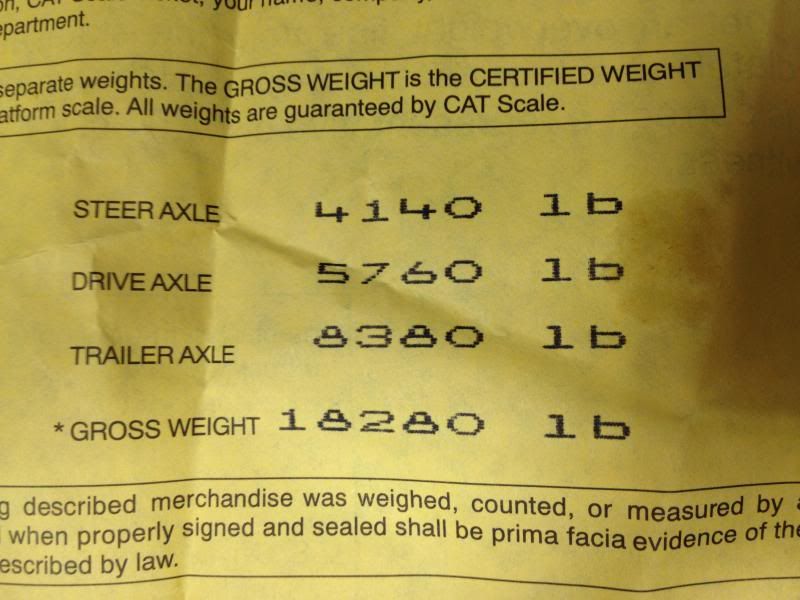 your name, company,
epartment.
separate weights. The GROSS WEIGHT is the CERTIFIED WEIGHT
atform scale. All weights are guaranteed by CAT Scale.
STEER AXLE 4140 lb
DRIVE AXLE 5760 lb
TRAILER AXLE 8380 lb
* GROSS WEIGHT 18280 lb
g described merchandise was weighed, counted, or measured by a
d when properly signed and sealed shall be prima facia evidence of the
escribed by law.